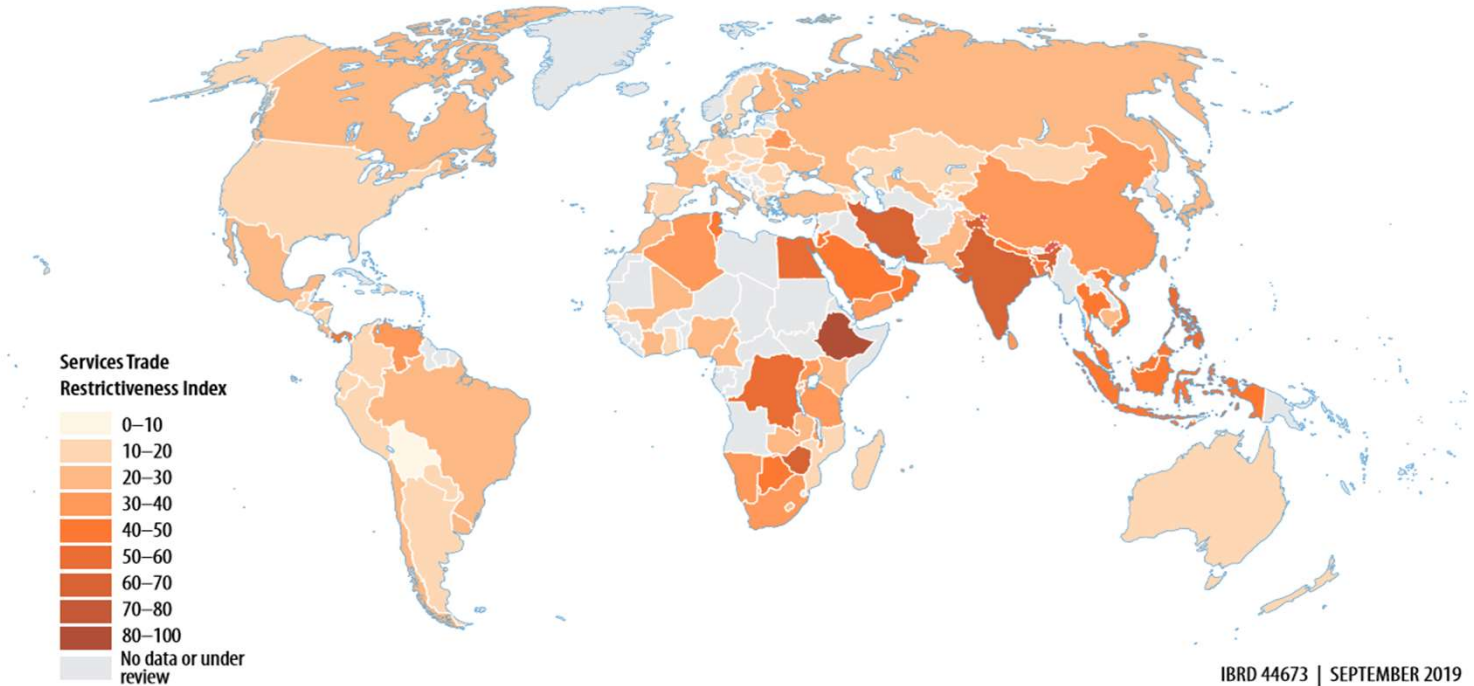 Services Trade
Restrictiveness Index
0–10
10–20
20–30
30–40
40–50
50–60
60–70
70–80
80–100
No data or under
review
IBRD 44673 | SEPTEMBER 2019